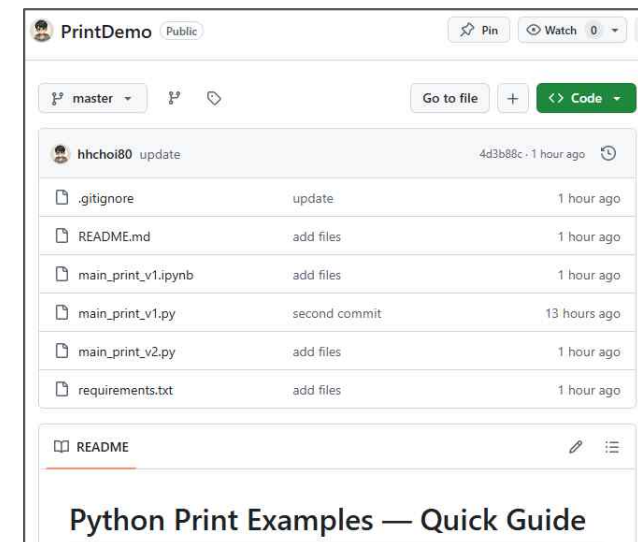 PrintDemo Public Pin Watch 0
master Go to file + <> Code
hhchoi80 update 4d3b88c · 1 hour ago
.gitignore update 1 hour ago
README.md add files 1 hour ago
main_print_v1.ipynb add files 1 hour ago
main_print_v1.py second commit 13 hours ago
main_print_v2.py add files 1 hour ago
requirements.txt add files 1 hour ago
README
Python Print Examples — Quick Guide